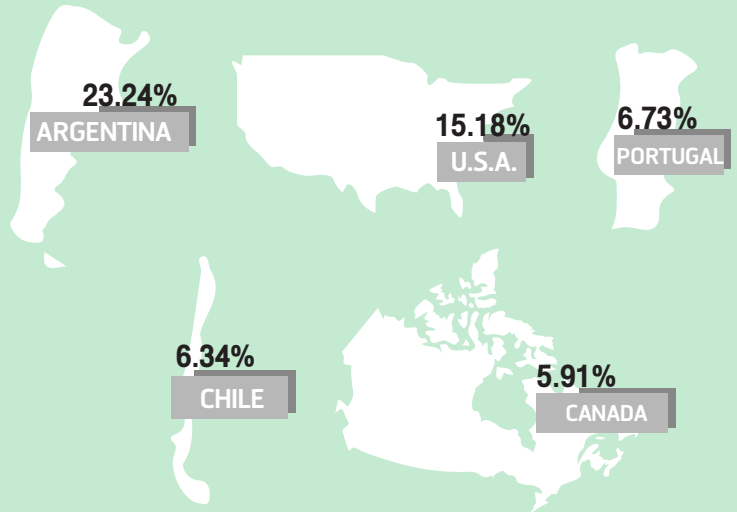 23.24%
ARGENTINA
15.18%
U.S.A.
6.73%
PORTUGAL
6.34%
CHILE
5.91%
CANADA